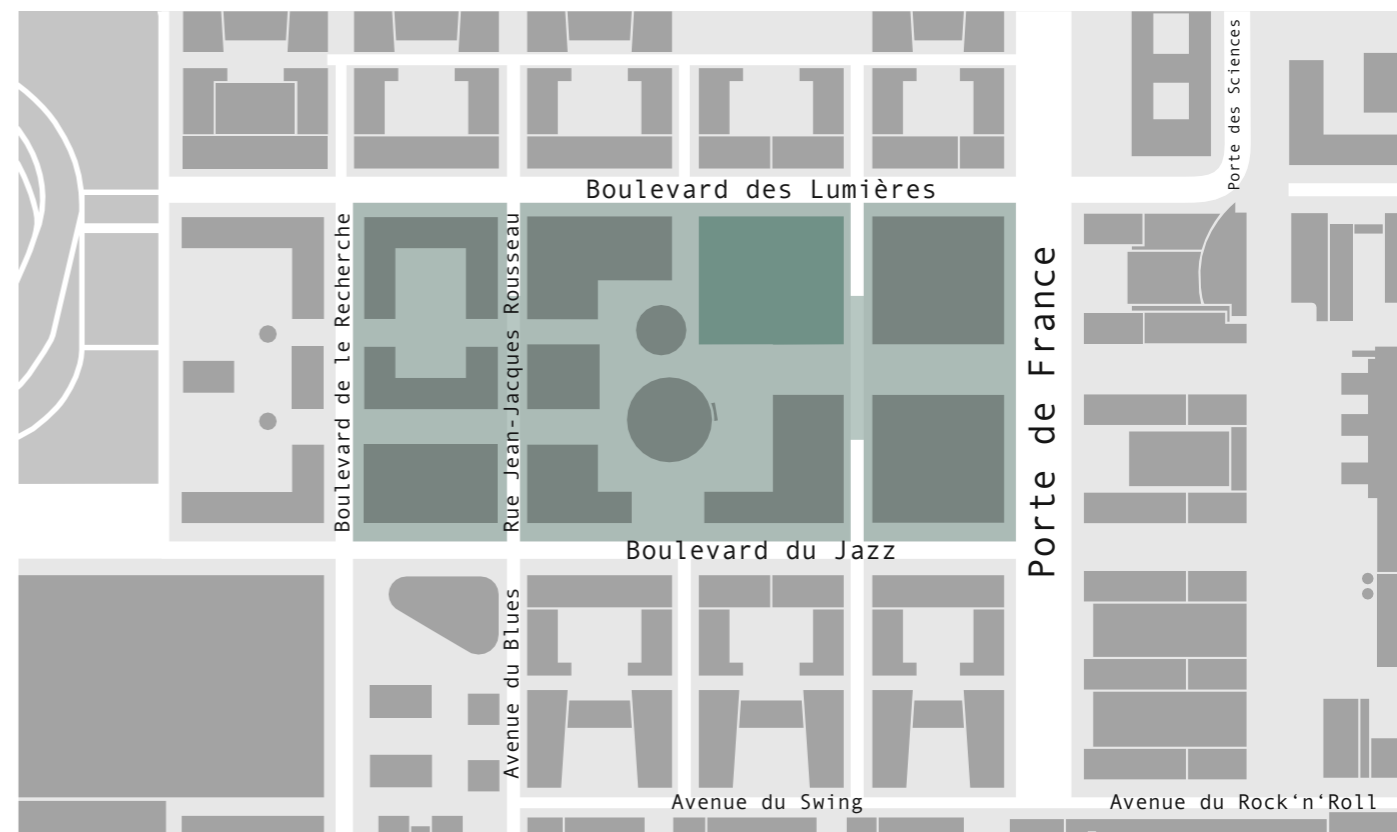 Porte des Sciences
Boulevard des Lumières
Boulevard de le Recherche
Rue Jean-Jacques Rousseau
Porte de France
Boulevard du Jazz
Avenue du Blues
Avenue du Swing
Avenue du Rock‘n‘Roll